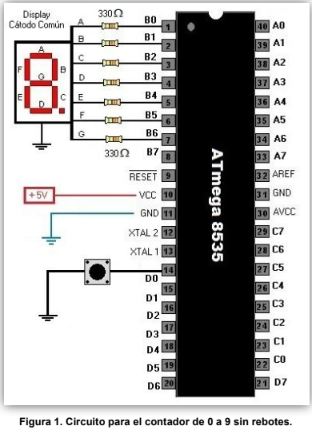 Display
Cátodo Común
330 Ω
A
B
C
D
E
F
G
A
F
B
G
E
C
D
330 Ω
B0
B1
B2
B3
B4
B5
B6
B7
RESET
+5V
VCC
GND
XTAL 2
XTAL 1
D0
D1
D2
D3
D4
D5
D6
1
2
3
4
5
6
7
8
9
10
11
12
13
14
15
16
17
18
19
20
ATmega 8535
40 A0
39 A1
38 A2
37 A3
36 A4
35 A5
34 A6
33 A7
32 AREF
31 GND
30 AVCC
29 C7
28 C6
27 C5
26 C4
25 C3
24 C2
23 C1
22 C0
21 D7
Figura 1. Circuito para el contador de 0 a 9 sin rebotes.